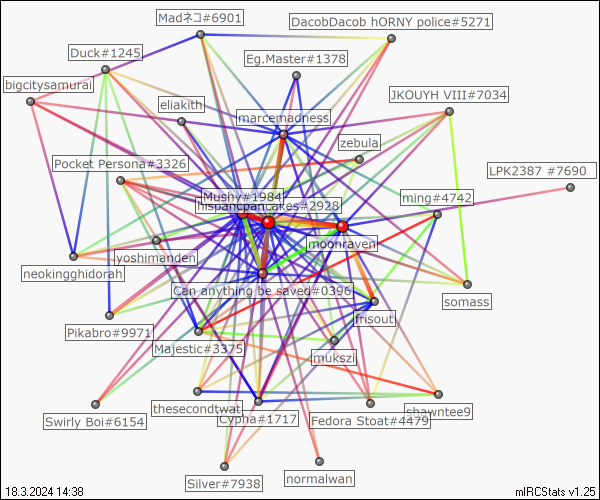 Madネコ#6901
DacobDacob hORNY police#5271
Duck#1245
Eg.Master#1378
bigcitysamurai
JKOUYH VIII#7034
eliakith
marcemadness
zebula
Pocket Persona#3326
LPK2387 #7690
Mushy#1984
ming#4742
hispancpancakes#2928
moonraven
yoshimanden
neokingghidorah
Can anything be saved#0396
somass
frisout
Pikabro#9971
Majestic#3375
mukszi
thesecondtwat
shawntee9
Swirly Boi#6154
Cypha#1717
Fedora Stoat#4479
Silver#7938
normalwan
18.3.2024 14:38
mIRCStats v1.25